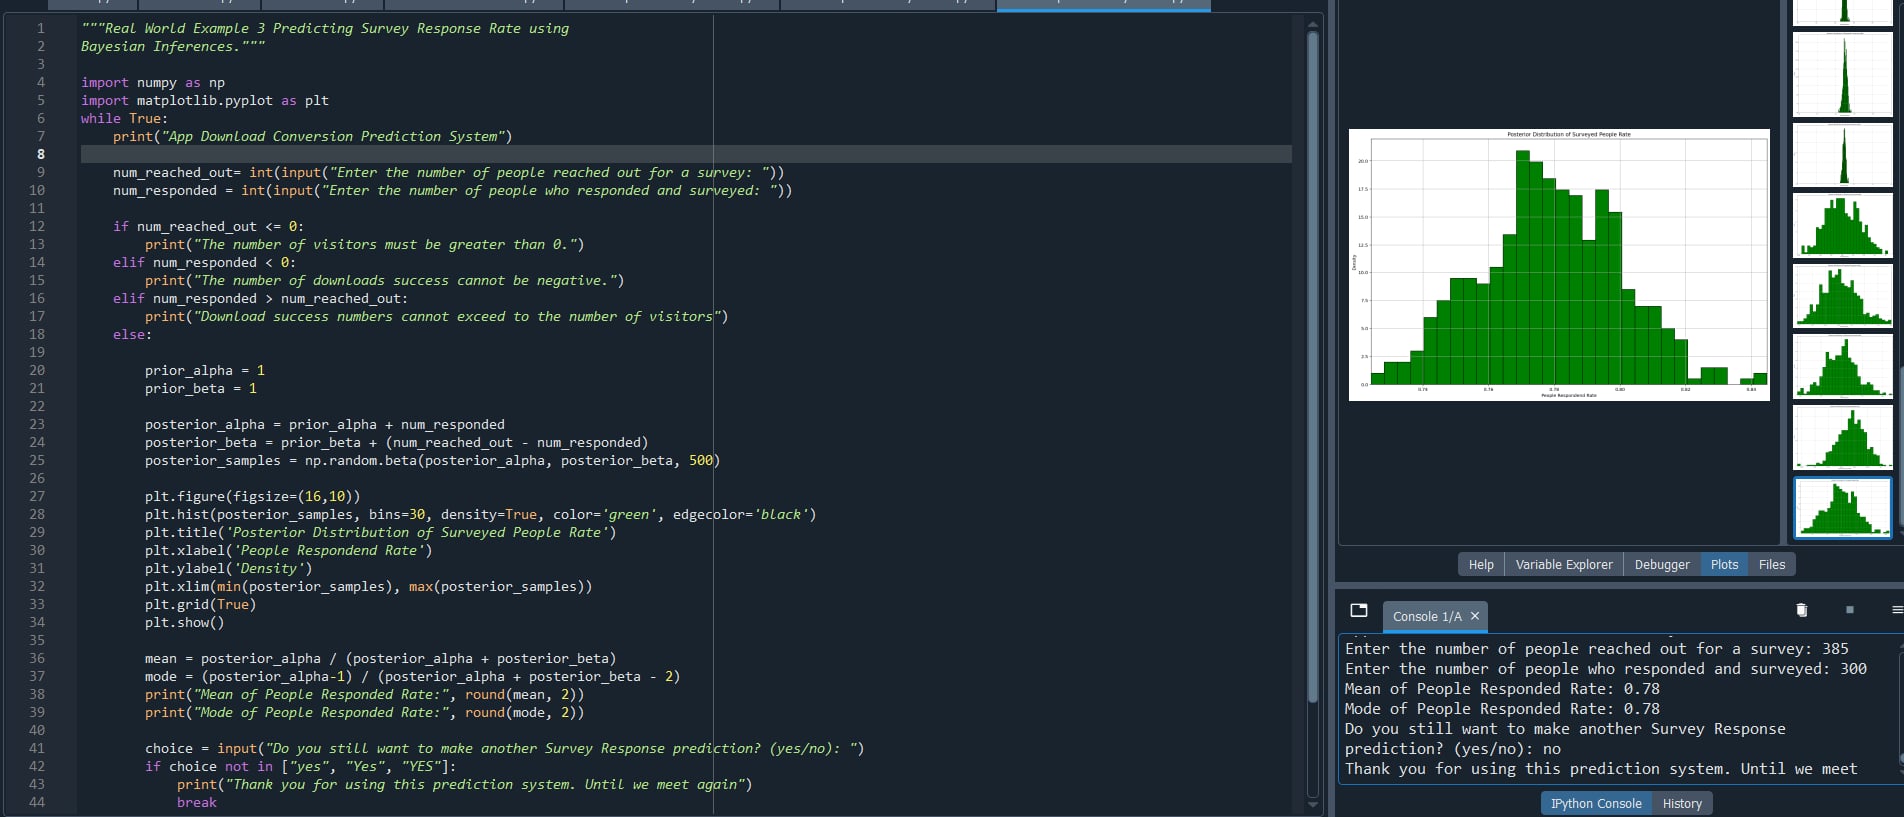 1 """Real World Example 3 Predicting Survey Response Rate using
2 Bayesian Inferences."""
3
4 import numpy as np
5 import matplotlib.pyplot as plt
6 while True:
7 print("App Download Conversion Prediction System")
8
9 num_reached_out= int(input("Enter the number of people reached out for a survey: "))
10 num_responded = int(input("Enter the number of people who responded and surveyed: "))
11
12 if num_reached_out <= 0:
13 print("The number of visitors must be greater than 0.")
14 elif num_responded < 0:
15 print("The number of downloads success cannot be negative.")
16 elif num_responded > num_reached_out:
17 print("Download success numbers cannot exceed to the number of visitors")
18 else:
19
20 prior_alpha = 1
21 prior_beta = 1
22
23 posterior_alpha = prior_alpha + num_responded
24 posterior_beta = prior_beta + (num_reached_out - num_responded)
25 posterior_samples = np.random.beta(posterior_alpha, posterior_beta, 500)
26
27 plt.figure(figsize=(16,10))
28 plt.hist(posterior_samples, bins=30, density=True, color='green', edgecolor='black')
29 plt.title('Posterior Distribution of Surveyed People Rate')
30 plt.xlabel('People Respondend Rate')
31 plt.ylabel('Density')
32 plt.xlim(min(posterior_samples), max(posterior_samples))
33 plt.grid(True)
34 plt.show()
35
36 mean = posterior_alpha / (posterior_alpha + posterior_beta)
37 mode = (posterior_alpha-1) / (posterior_alpha + posterior_beta - 2)
38 print("Mean of People Responded Rate:", round(mean, 2))
39 print("Mode of People Responded Rate:", round(mode, 2))
40
41 choice = input("Do you still want to make another Survey Response prediction? (yes/no): ")
42 if choice not in ["yes", "Yes", "YES"]:
43 print("Thank you for using this prediction system. Until we meet again")
44 break
Posterior Distribution of Surveyed People Rate
20.0
17.5
15.0
12.5
10.0
7.5
5.0
2.5
0.0
Density
0.74 0.76 0.78 0.80 0.82 0.84
People Respondend Rate
Help Variable Explorer Debugger Plots Files
Console 1/A
Enter the number of people reached out for a survey: 385
Enter the number of people who responded and surveyed: 300
Mean of People Responded Rate: 0.78
Mode of People Responded Rate: 0.78
Do you still want to make another Survey Response
prediction? (yes/no): no
Thank you for using this prediction system. Until we meet
IPython Console History